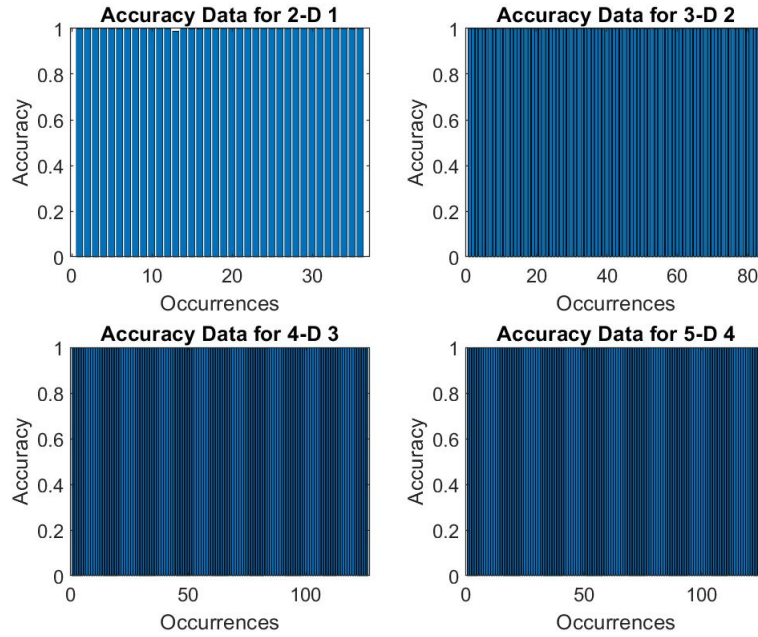 Accuracy Data for 2-D 1
1
0.8
0.6
0.4
0.2
0
Accuracy
0 10 20 30
Occurrences
Accuracy Data for 3-D 2
1
0.8
0.6
0.4
0.2
0
Accuracy
0 20 40 60 80
Occurrences
Accuracy Data for 4-D 3
1
0.8
0.6
0.4
0.2
0
Accuracy
0 50 100
Occurrences
Accuracy Data for 5-D 4
1
0.8
0.6
0.4
0.2
0
Accuracy
0 50 100
Occurrences